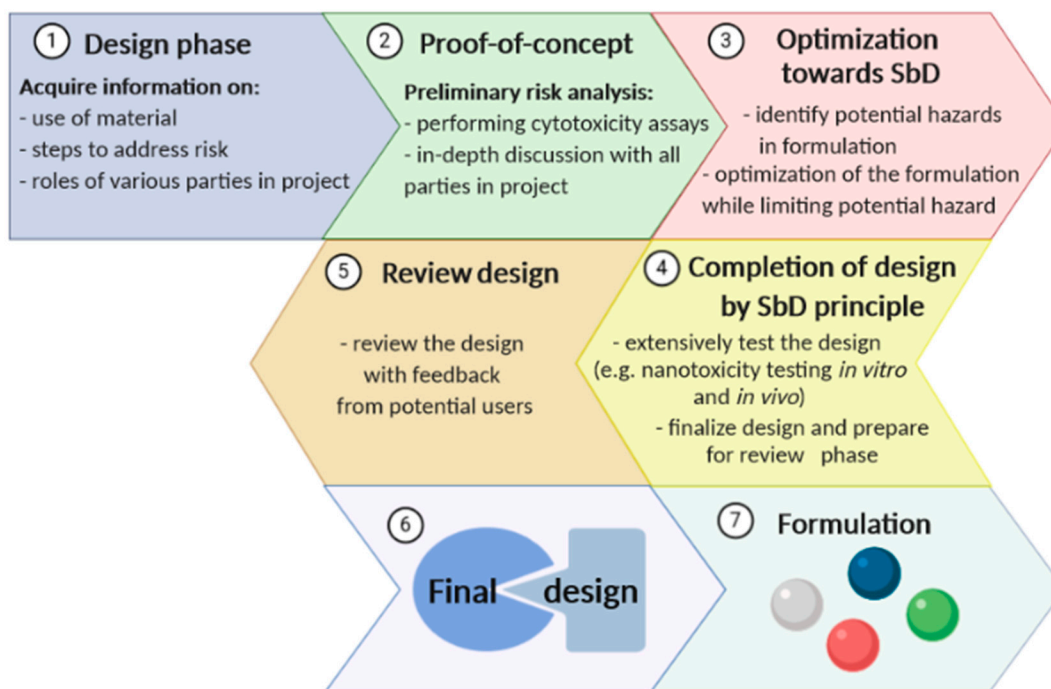 1 Design phase
Acquire information on:
- use of material
- steps to address risk
- roles of various parties in project
2 Proof-of-concept
Preliminary risk analysis:
- performing cytotoxicity assays
- in-depth discussion with all
parties in project
3 Optimization
towards SbD
- identify potential hazards
in formulation
- optimization of the formulation
while limiting potential hazard
4 Completion of design
by SbD principle
- extensively test the design
(e.g. nanotoxicity testing in vitro
and in vivo)
- finalize design and prepare
for review phase
5 Review design
- review the design
with feedback
from potential users
6
Final design
7 Formulation